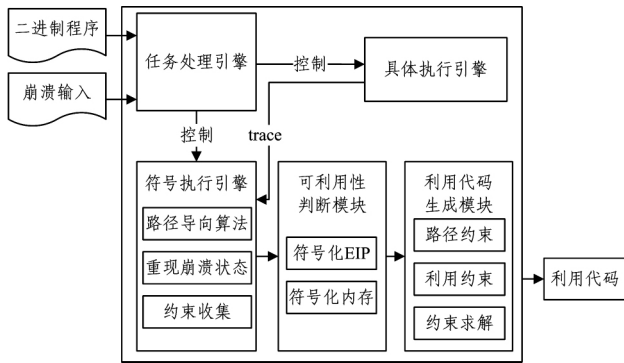 二进制程序
崩溃输入
任务处理引擎
控制
具体执行引擎
控制
trace
符号执行引擎
路径导向算法
重现崩溃状态
约束收集
可利用性
判断模块
符号化EIP
符号化内存
利用代码
生成模块
路径约束
利用约束
约束求解
利用代码